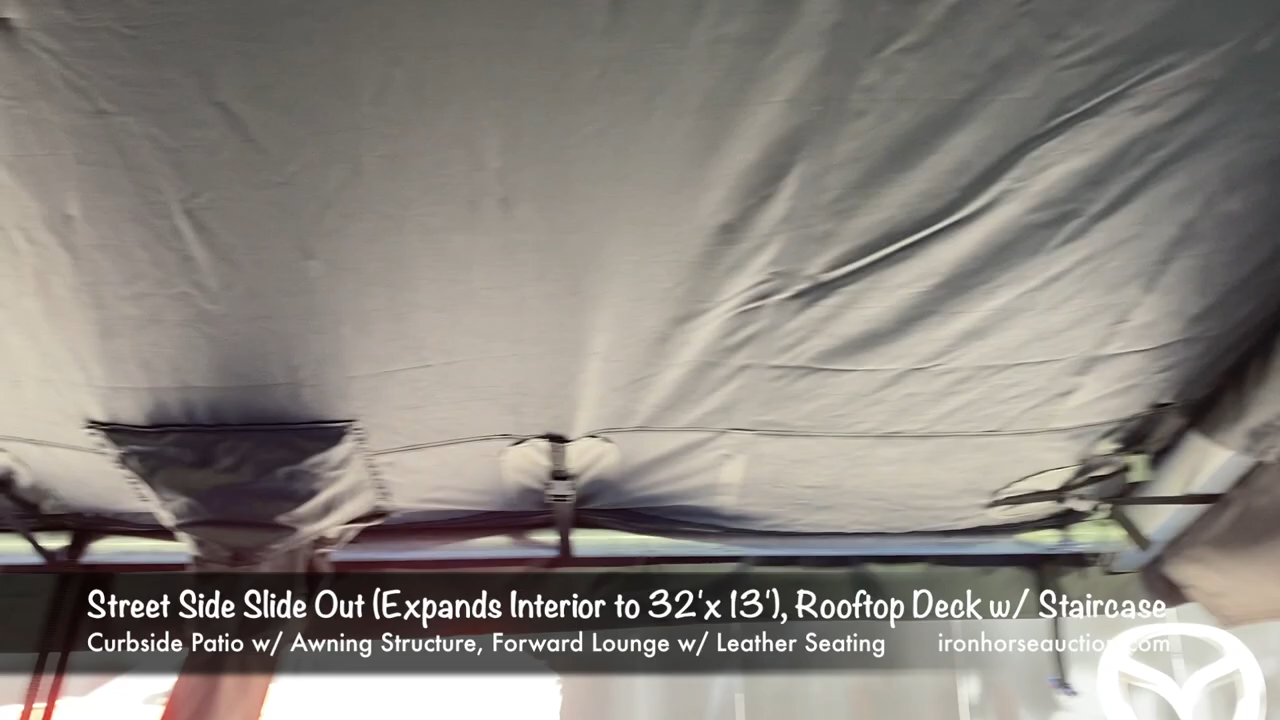 Street Side Slide Out (Expands Interior to 32'x 13'), Rooftop Deck w/ Staircase
Curbside Patio w/ Awning Structure, Forward Lounge w/ Leather Seating ironhorseauction.com